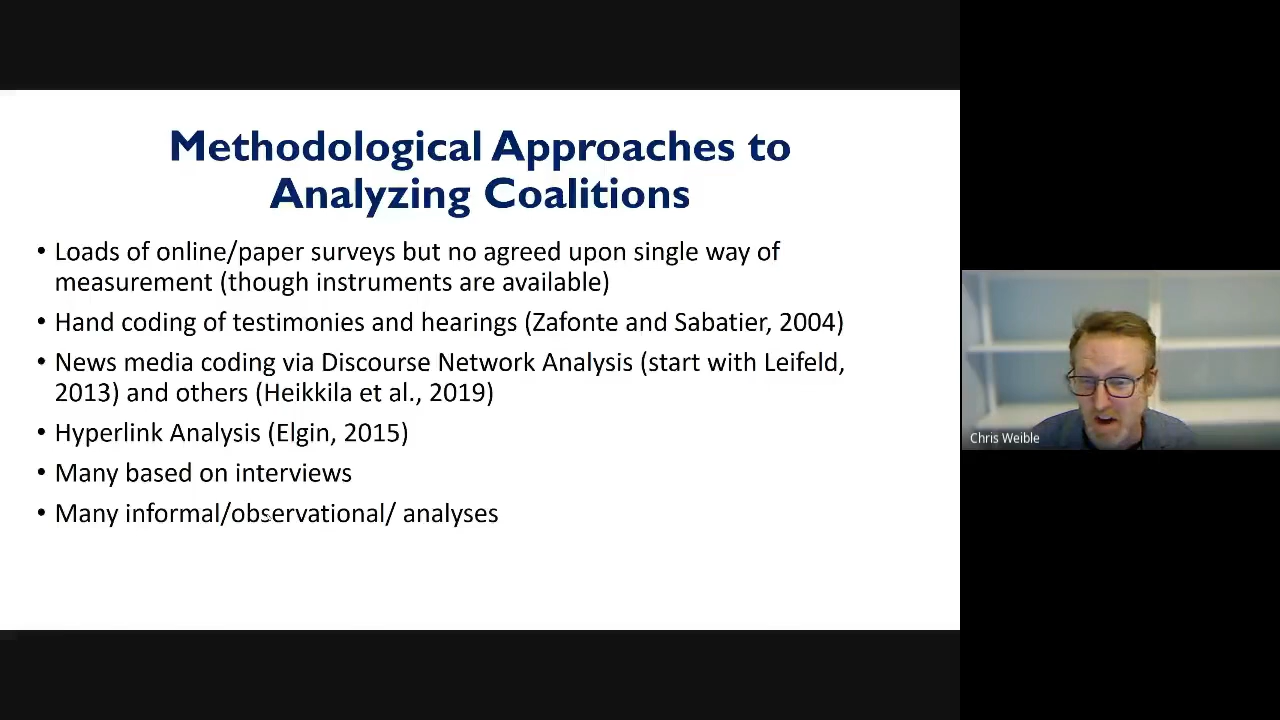 Methodological Approaches to
Analyzing Coalitions
• Loads of online/paper surveys but no agreed upon single way of
measurement (though instruments are available)
• Hand coding of testimonies and hearings (Zafonte and Sabatier, 2004)
• News media coding via Discourse Network Analysis (start with Leifeld,
2013) and others (Heikkila et al., 2019)
• Hyperlink Analysis (Elgin, 2015)
• Many based on interviews
• Many informal/observational/ analyses
Chris Weible